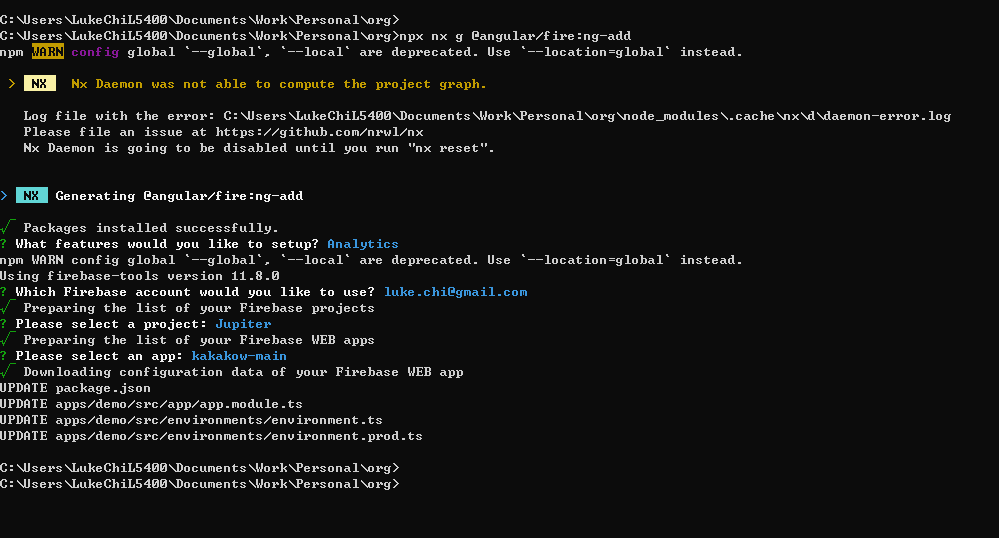 C:\Users\LukeChiL5400\Documents\Work\Personal\org>
C:\Users\LukeChiL5400\Documents\Work\Personal\org>npx nx g @angular/fire:ng-add
npm WARN config global `--global`, `--local` are deprecated. Use `--location=global` instead.
> NX Nx Daemon was not able to compute the project graph.
Log file with the error: C:\Users\LukeChiL5400\Documents\Work\Personal\org\node_modules\.cache\nx\d\daemon-error.log
Please file an issue at https://github.com/nrwl/nx
Nx Daemon is going to be disabled until you run "nx reset".
> NX Generating @angular/fire:ng-add
√ Packages installed successfully.
? What features would you like to setup? Analytics
npm WARN config global `--global`, `--local` are deprecated. Use `--location=global` instead.
Using firebase-tools version 11.8.0
? Which Firebase account would you like to use? luke.chi@gmail.com
√ Preparing the list of your Firebase projects
? Please select a project: Jupiter
√ Preparing the list of your Firebase WEB apps
? Please select an app: kakakow-main
√ Downloading configuration data of your Firebase WEB app
UPDATE package.json
UPDATE apps/demo/src/app/app.module.ts
UPDATE apps/demo/src/environments/environment.ts
UPDATE apps/demo/src/environments/environment.prod.ts
C:\Users\LukeChiL5400\Documents\Work\Personal\org>
C:\Users\LukeChiL5400\Documents\Work\Personal\org>